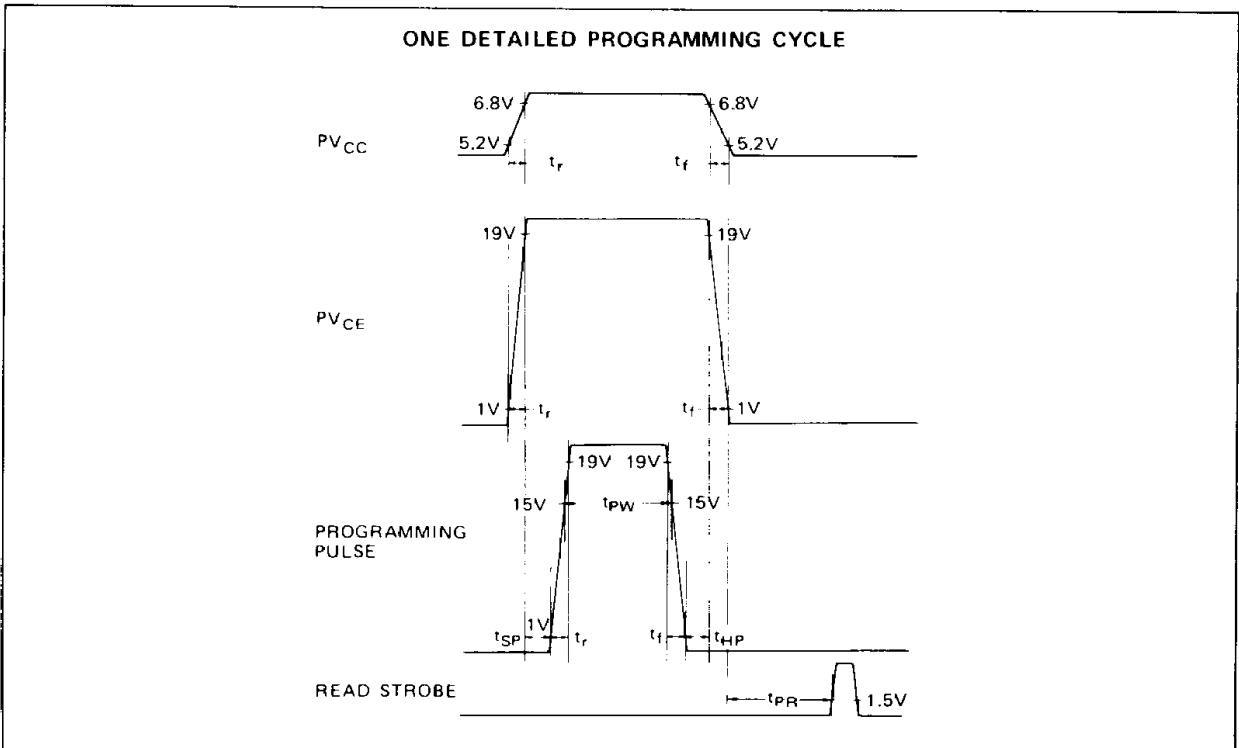 ONE DETAILED PROGRAMMING CYCLE
6.8V 6.8V
PVCC 5.2V 5.2V
tr tf
19V 19V
PVCE
1V tr tf 1V
19V 19V
15V tPW 15V
PROGRAMMING
PULSE
tSP 1V tr tf tHP
READ STROBE tPR 1.5V